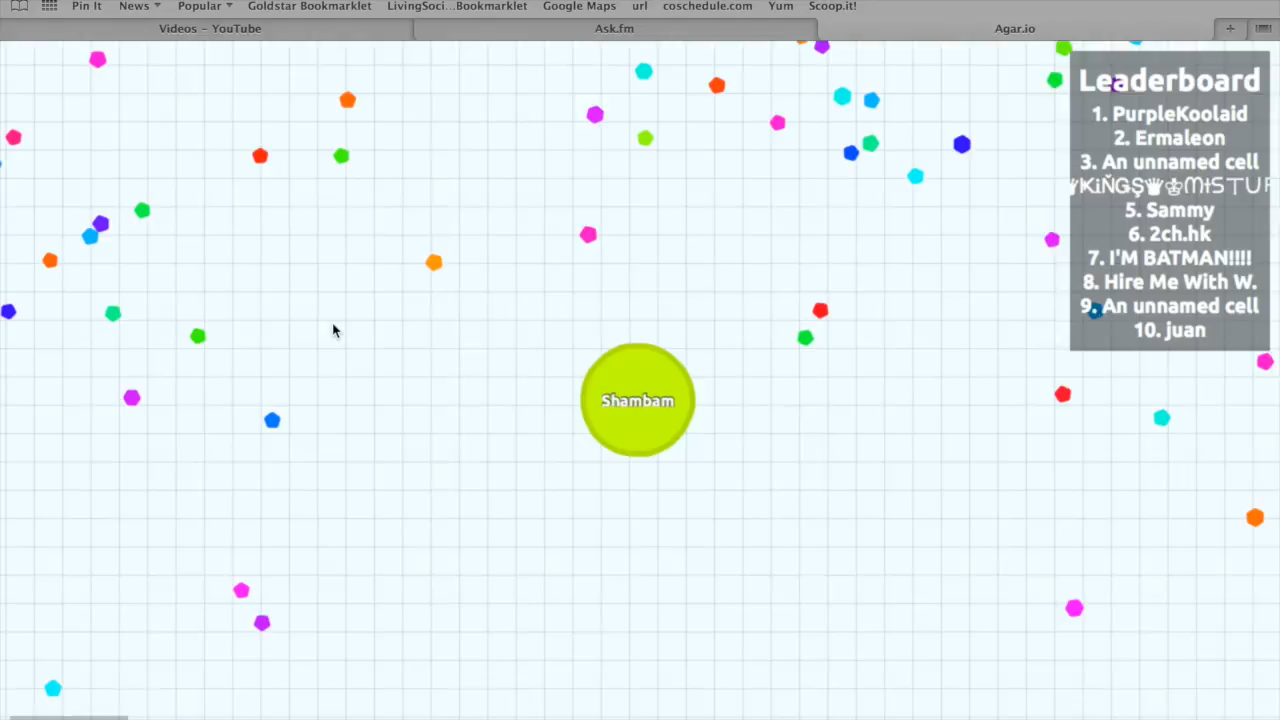 Pin It News Popular Goldstar Bookmarklet LivingSoci...Bookmarklet Google Maps url coschedule.com Yum Scoop.it!
Videos – YouTube Ask.fm Agar.io +
Leaderboard
1. PurpleKoolaid
2. Ermaleon
3. An unnamed cell
5. Sammy
6. 2ch.hk
7. I'M BATMAN!!!!
8. Hire Me With W.
9. An unnamed cell
10. juan
Shambam